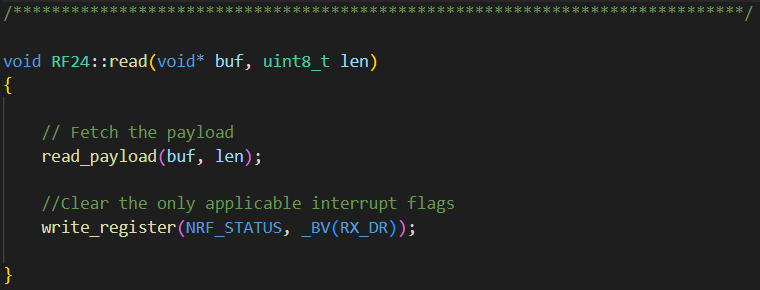 /****************************************************************************/
void RF24::read(void* buf, uint8_t len)
{
// Fetch the payload
read_payload(buf, len);
//Clear the only applicable interrupt flags
write_register(NRF_STATUS, _BV(RX_DR));
}